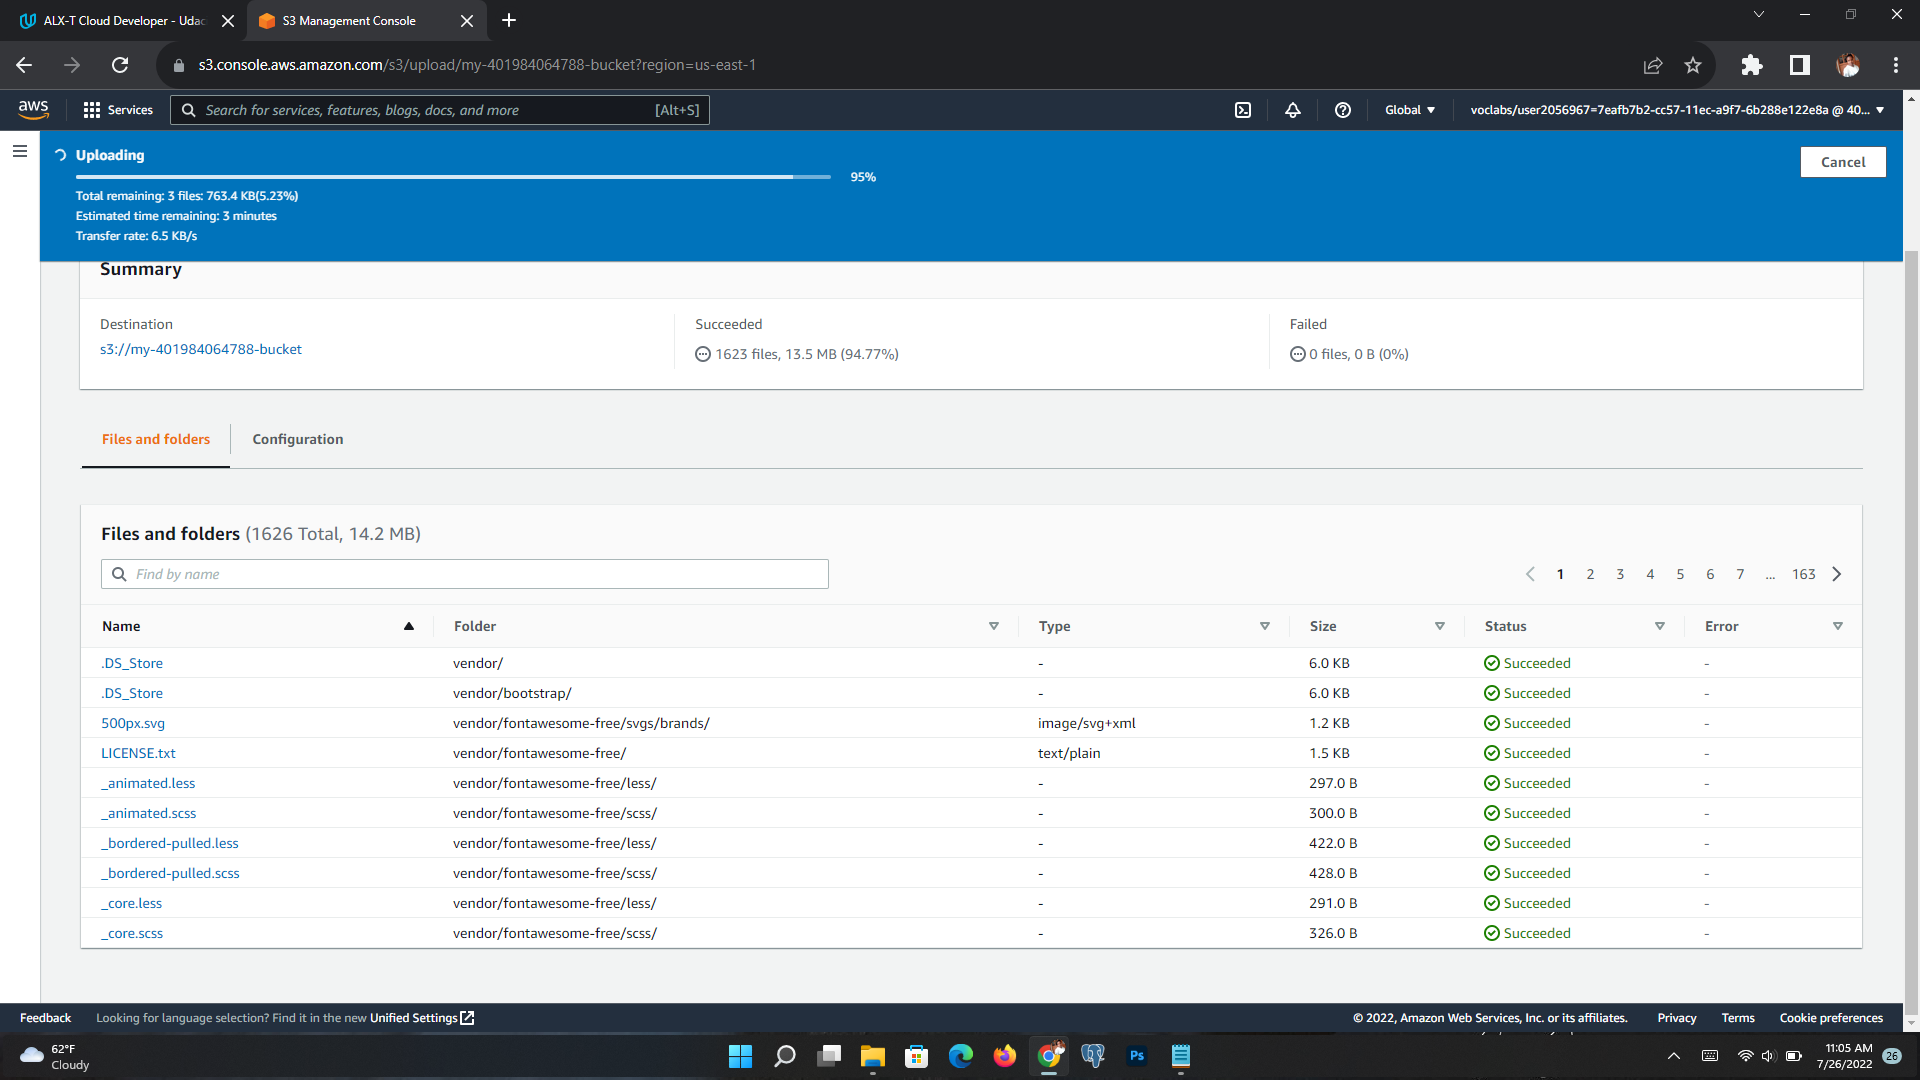 ALX-T Cloud Developer - Udac
S3 Management Console
s3.console.aws.amazon.com/s3/upload/my-401984064788-bucket?region=us-east-1
aws
Services
Search for services, features, blogs, docs, and more [Alt+S]
Global
voclabs/user2056967=7eafb7b2-cc57-11ec-a9f7-6b288e122e8a @ 40...
Uploading
95%
Cancel
Total remaining: 3 files: 763.4 KB(5.23%)
Estimated time remaining: 3 minutes
Transfer rate: 6.5 KB/s
Summary
Destination Succeeded Failed
s3://my-401984064788-bucket 1623 files, 13.5 MB (94.77%) 0 files, 0 B (0%)
Files and folders Configuration
Files and folders (1626 Total, 14.2 MB)
Find by name
1 2 3 4 5 6 7 ... 163
Name Folder Type Size Status Error
.DS_Store vendor/ - 6.0 KB Succeeded -
.DS_Store vendor/bootstrap/ - 6.0 KB Succeeded -
500px.svg vendor/fontawesome-free/svgs/brands/ image/svg+xml 1.2 KB Succeeded -
LICENSE.txt vendor/fontawesome-free/ text/plain 1.5 KB Succeeded -
_animated.less vendor/fontawesome-free/less/ - 297.0 B Succeeded -
_animated.scss vendor/fontawesome-free/scss/ - 300.0 B Succeeded -
_bordered-pulled.less vendor/fontawesome-free/less/ - 422.0 B Succeeded -
_bordered-pulled.scss vendor/fontawesome-free/scss/ - 428.0 B Succeeded -
_core.less vendor/fontawesome-free/less/ - 291.0 B Succeeded -
_core.scss vendor/fontawesome-free/scss/ - 326.0 B Succeeded -
Feedback Looking for language selection? Find it in the new Unified Settings
© 2022, Amazon Web Services, Inc. or its affiliates. Privacy Terms Cookie preferences
62°F
Cloudy
Ps
11:05 AM
7/26/2022
26